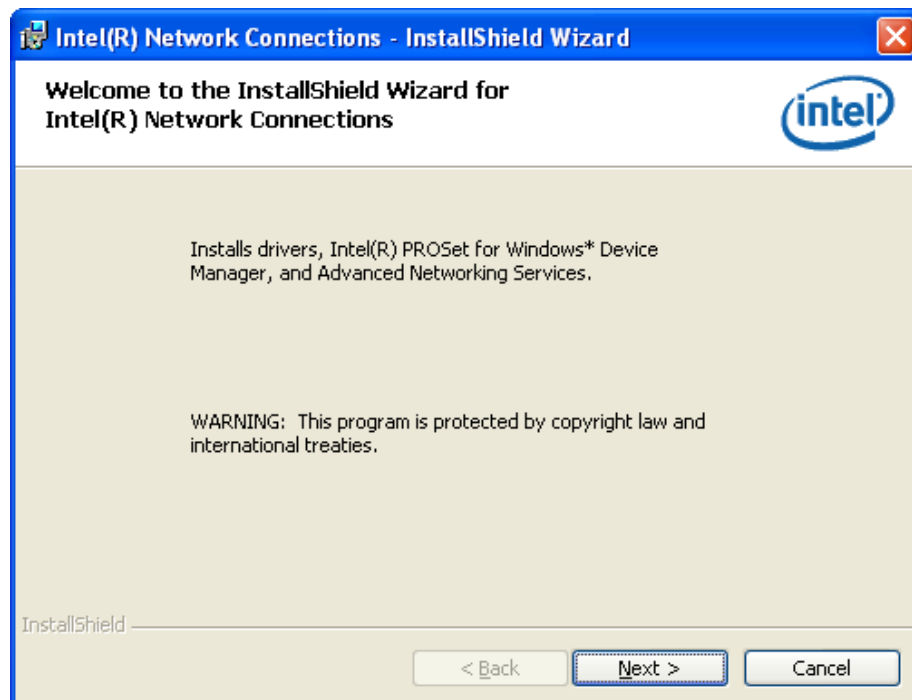 Intel(R) Network Connections - InstallShield Wizard
Welcome to the InstallShield Wizard for
Intel(R) Network Connections
intel
Installs drivers, Intel(R) PROSet for Windows* Device
Manager, and Advanced Networking Services.
WARNING:  This program is protected by copyright law and
international treaties.
InstallShield
< Back
Next >
Cancel